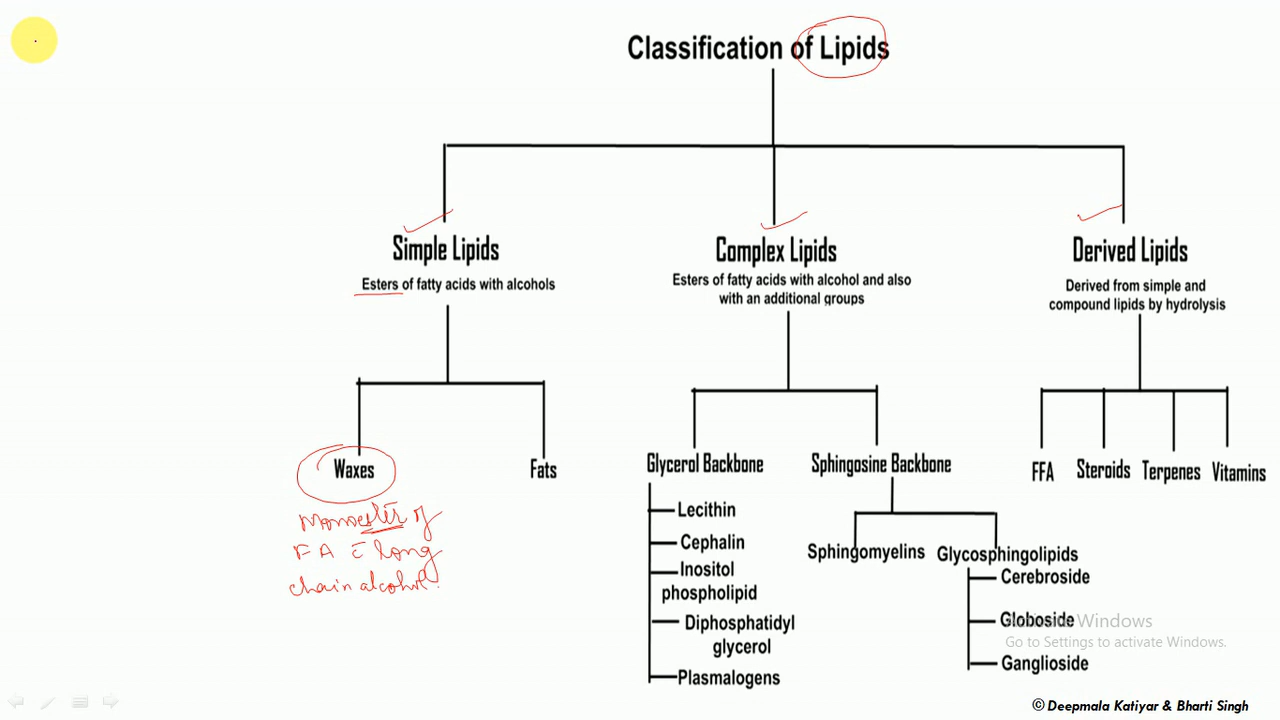 Classification of Lipids
Simple Lipids
Esters of fatty acids with alcohols
Complex Lipids
Esters of fatty acids with alcohol and also
with an additional groups
Derived Lipids
Derived from simple and
compound lipids by hydrolysis
Waxes
Fats
Monoester of
FA c̄ long
chain alcohol.
Glycerol Backbone
Lecithin
Cephalin
Inositol
phospholipid
Diphosphatidyl
glycerol
Plasmalogens
Sphingosine Backbone
Sphingomyelins
Glycosphingolipids
Cerebroside
Globoside
Ganglioside
FFA
Steroids
Terpenes
Vitamins
Activate Windows
Go to Settings to activate Windows.
© Deepmala Katiyar & Bharti Singh